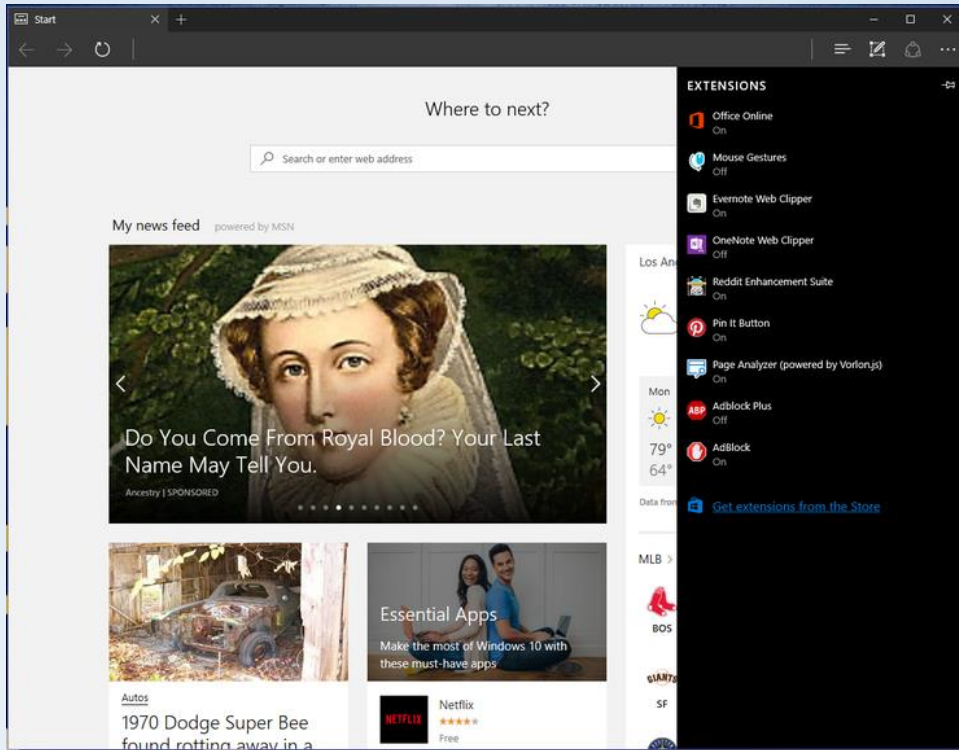 Start
EXTENSIONS
Office Online
On
Mouse Gestures
Off
Evernote Web Clipper
On
OneNote Web Clipper
Off
Reddit Enhancement Suite
On
Pin It Button
On
Page Analyzer (powered by Vorlon.js)
On
ABP
Adblock Plus
Off
AdBlock
On
Get extensions from the Store
Where to next?
Search or enter web address
My news feed powered by MSN
Do You Come From Royal Blood? Your Last
Name May Tell You.
Ancestry | SPONSORED
Los An
Mon
79°
64°
Data from
MLB >
BOS
GIANTS
SF
Autos
1970 Dodge Super Bee
found rotting away in a
Essential Apps
Make the most of Windows 10 with
these must-have apps
NETFLIX
Netflix
Free